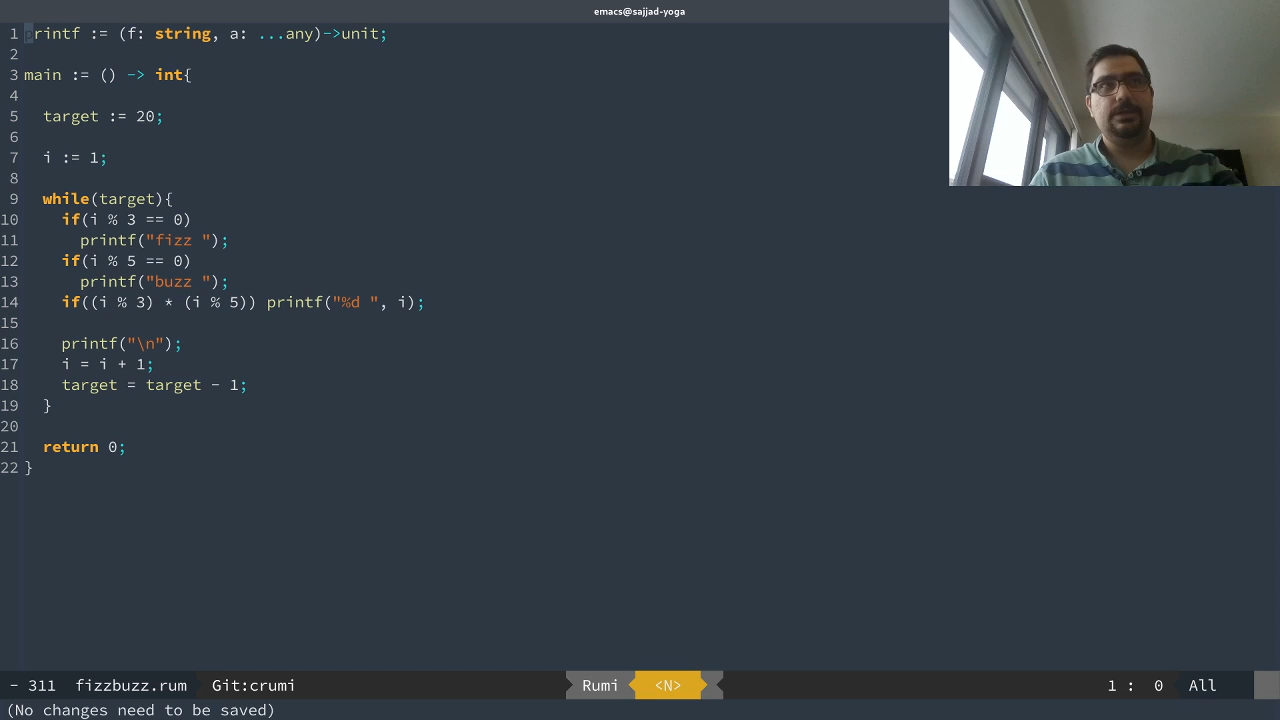 emacs@sajjad-yoga
1 printf := (f: string, a: ...any)->unit;
2
3 main := () -> int{
4
5 target := 20;
6
7 i := 1;
8
9 while(target){
10 if(i % 3 == 0)
11 printf("fizz ");
12 if(i % 5 == 0)
13 printf("buzz ");
14 if((i % 3) * (i % 5)) printf("%d ", i);
15
16 printf("\n");
17 i = i + 1;
18 target = target - 1;
19 }
20
21 return 0;
22 }
- 311 fizzbuzz.rum Git:crumi Rumi <N> 1 : 0 All
(No changes need to be saved)